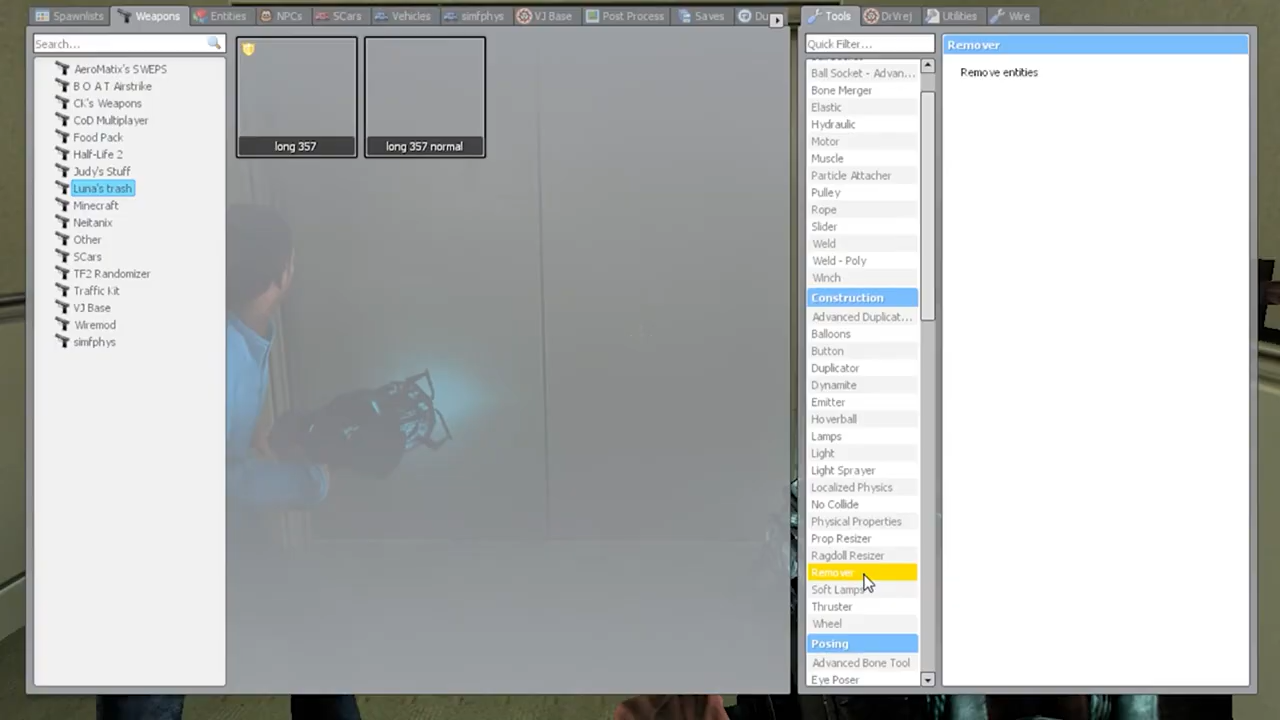 Spawnlists
Weapons
Entities
NPCs
SCars
Vehicles
simfphys
VJ Base
Post Process
Saves
Du
Search...
AeroMatix's SWEPS
B O A T Airstrike
CK's Weapons
CoD Multiplayer
Food Pack
Half-Life 2
Judy's Stuff
Luna's trash
Minecraft
Neitanix
Other
SCars
TF2 Randomizer
Traffic Kit
VJ Base
Wiremod
simfphys
long 357
long 357 normal
Tools
DrVrej
Utilities
Wire
Quick Filter...
Ball Socket - Advan...
Bone Merger
Elastic
Hydraulic
Motor
Muscle
Particle Attacher
Pulley
Rope
Slider
Weld
Weld - Poly
Winch
Construction
Advanced Duplicat...
Balloons
Button
Duplicator
Dynamite
Emitter
Hoverball
Lamps
Light
Light Sprayer
Localized Physics
No Collide
Physical Properties
Prop Resizer
Ragdoll Resizer
Remover
Soft Lamps
Thruster
Wheel
Posing
Advanced Bone Tool
Eye Poser
Remover
Remove entities